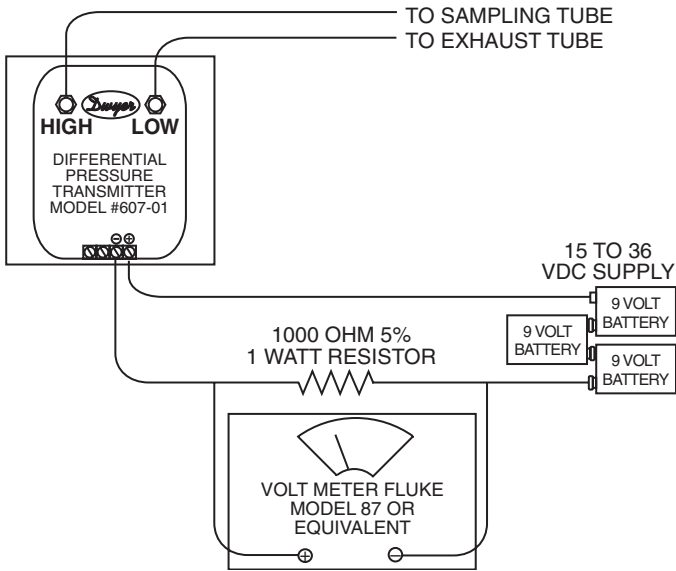 TO SAMPLING TUBE
TO EXHAUST TUBE
Dwyer
HIGH
LOW
DIFFERENTIAL
PRESSURE
TRANSMITTER
MODEL #607-01
⊖⊕
15 TO 36
VDC SUPPLY
9 VOLT
BATTERY
9 VOLT
BATTERY
9 VOLT
BATTERY
1000 OHM 5%
1 WATT RESISTOR
VOLT METER FLUKE
MODEL 87 OR
EQUIVALENT
⊕ ⊖